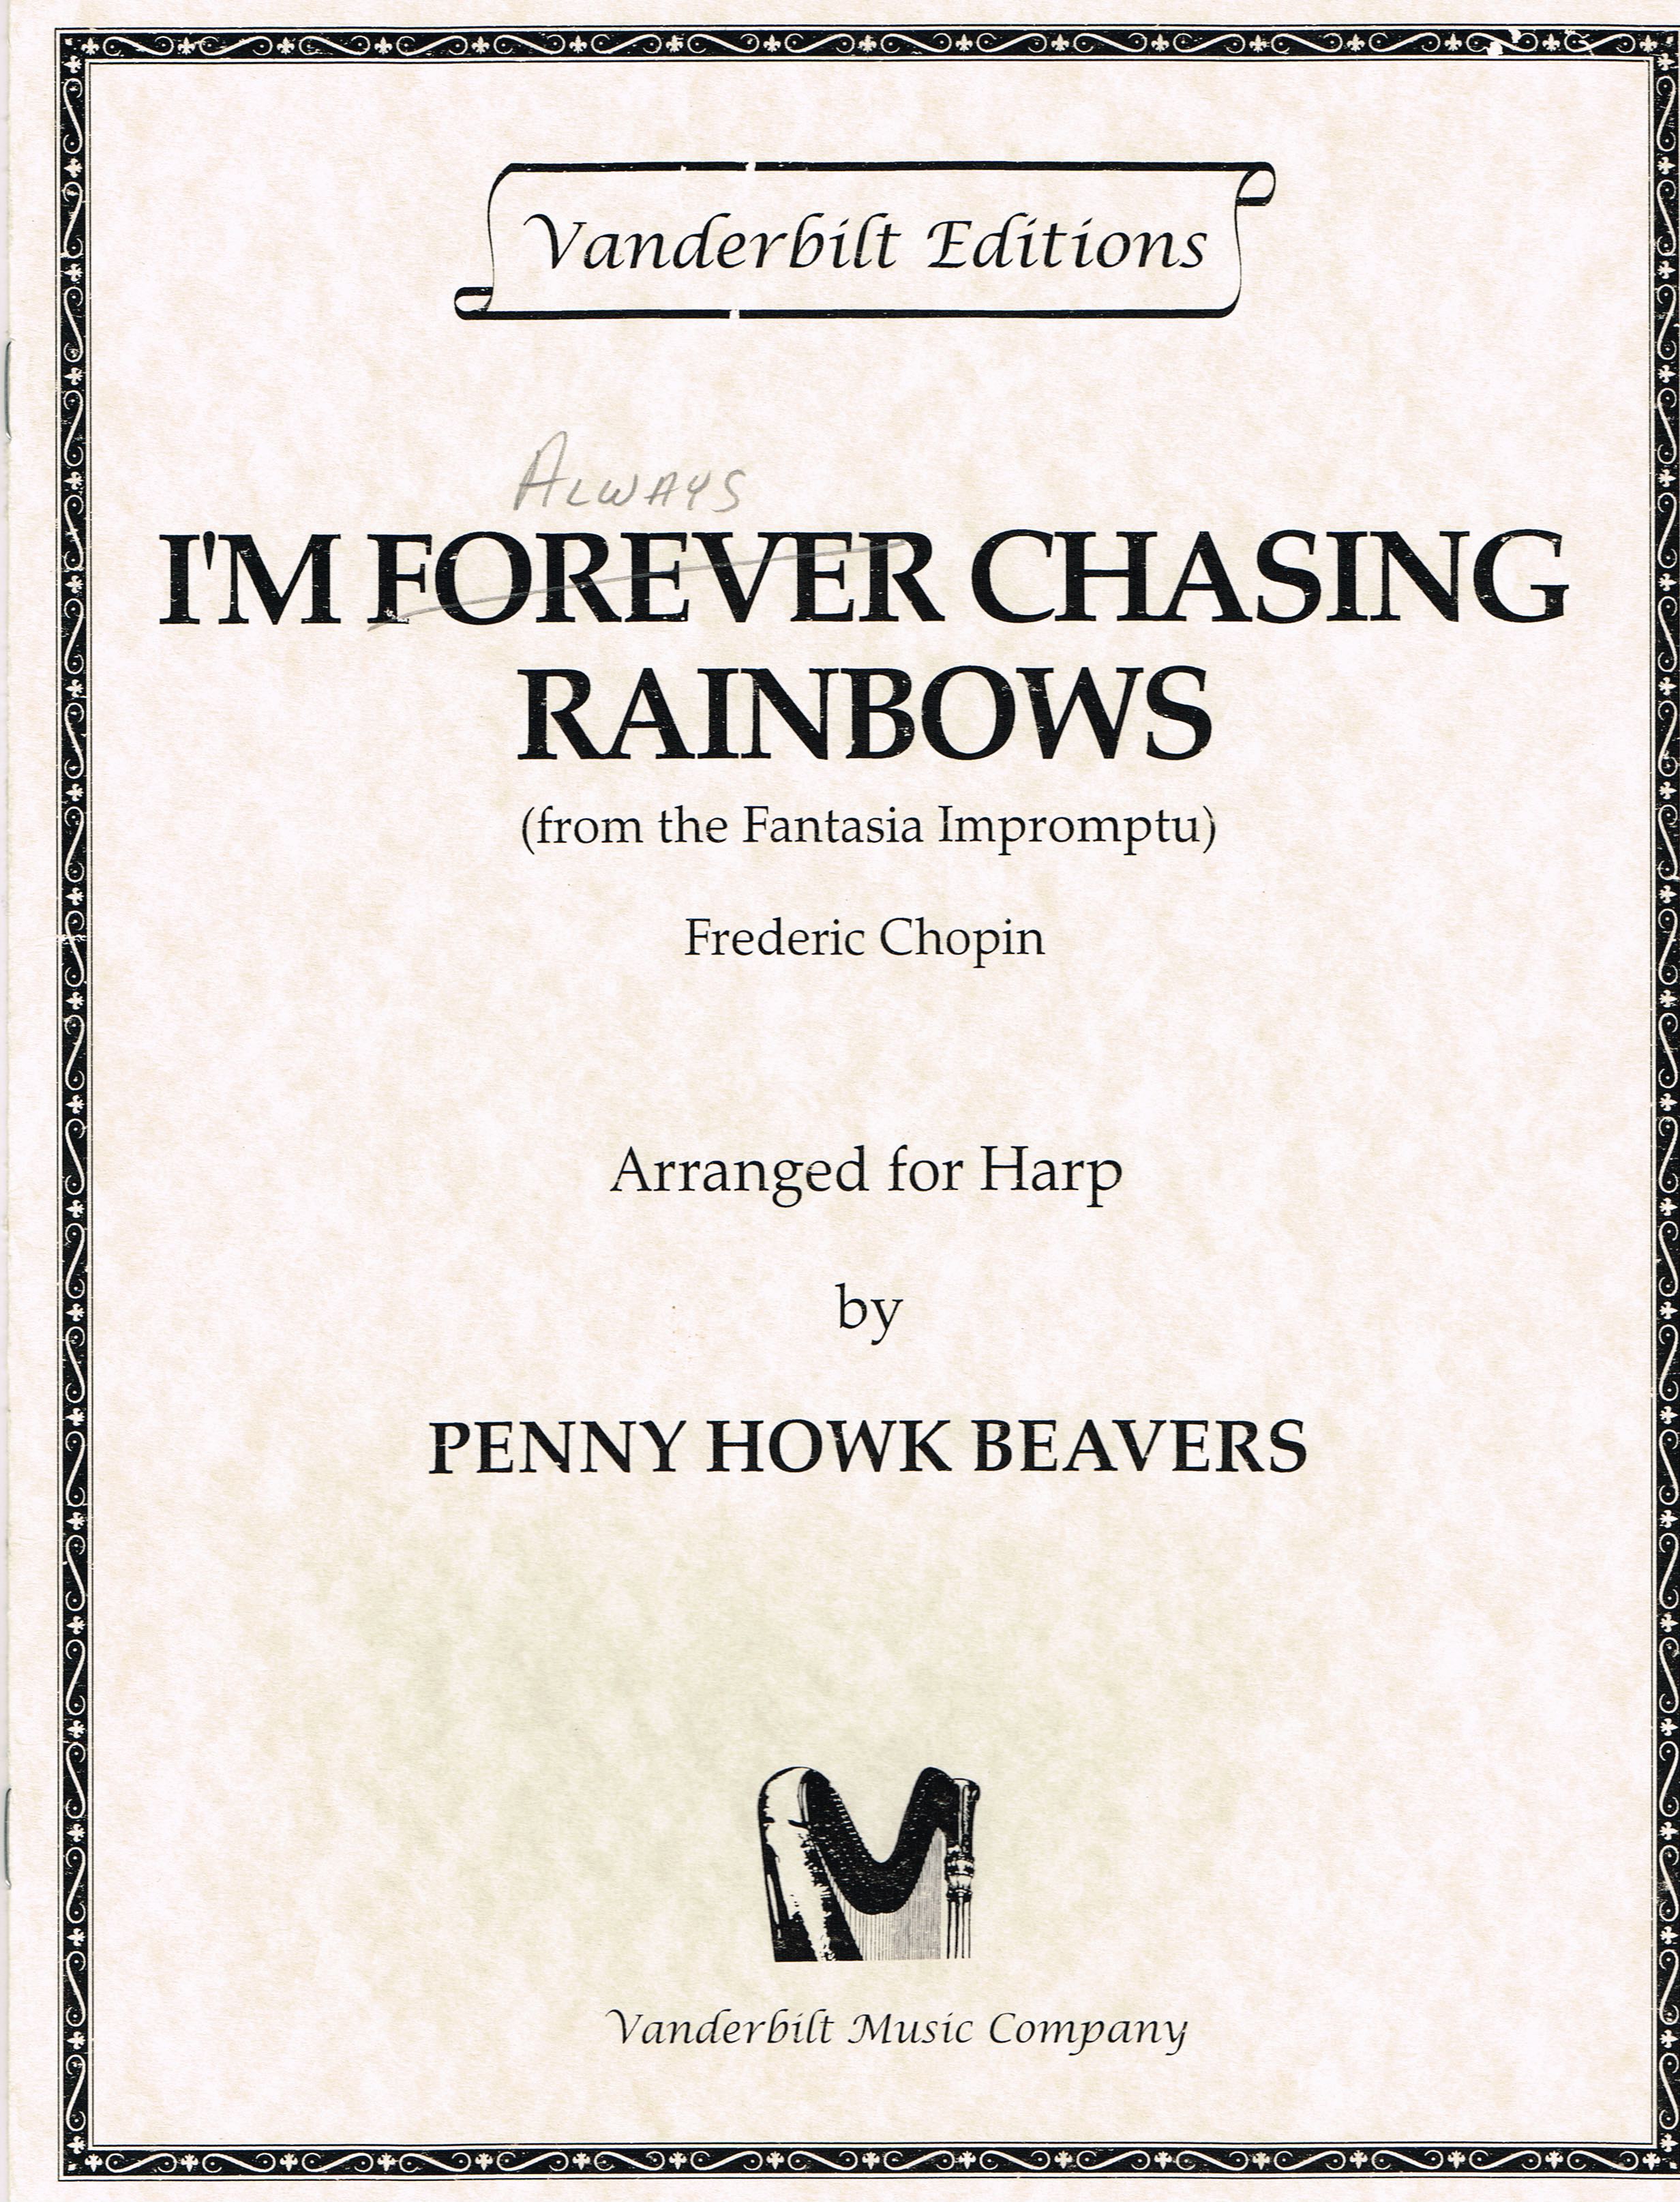 Vanderbilt Editions
ALWAYS
I'M FOREVER CHASING
RAINBOWS
(from the Fantasia Impromptu)
Frederic Chopin
Arranged for Harp
by
PENNY HOWK BEAVERS
Vanderbilt Music Company